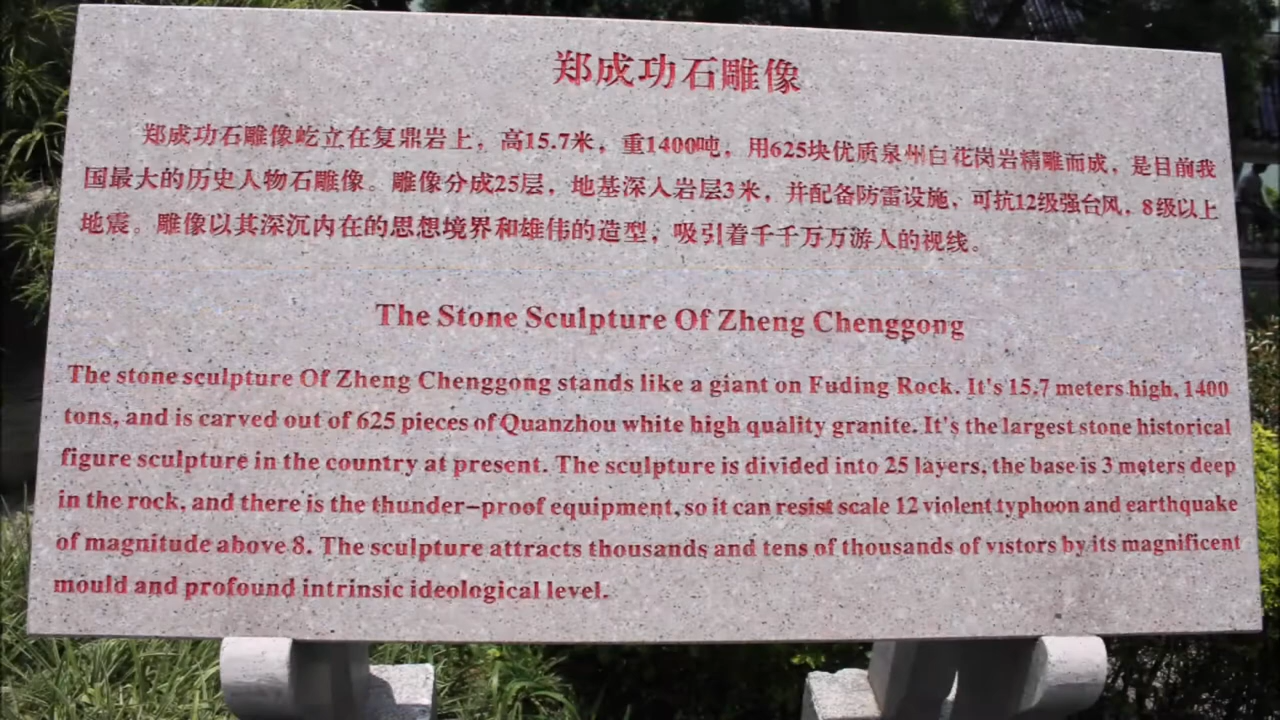 郑成功石雕像
郑成功石雕像屹立在复鼎岩上，高15.7米，重1400吨，用625块优质泉州白花岗岩精雕而成，是目前我
国最大的历史人物石雕像。雕像分成25层，地基深入岩层3米，并配备防雷设施，可抗12级强台风，8级以上
地震。雕像以其深沉内在的思想境界和雄伟的造型，吸引着千千万万游人的视线。
The Stone Sculpture Of Zheng Chenggong
The stone sculpture Of Zheng Chenggong stands like a giant on Fuding Rock. It's 15.7 meters high, 1400
tons, and is carved out of 625 pieces of Quanzhou white high quality granite. It's the largest stone historical
figure sculpture in the country at present. The sculpture is divided into 25 layers, the base is 3 meters deep
in the rock, and there is the thunder-proof equipment, so it can resist scale 12 violent typhoon and earthquake
of magnitude above 8. The sculpture attracts thousands and tens of thousands of vistors by its magnificent
mould and profound intrinsic ideological level.